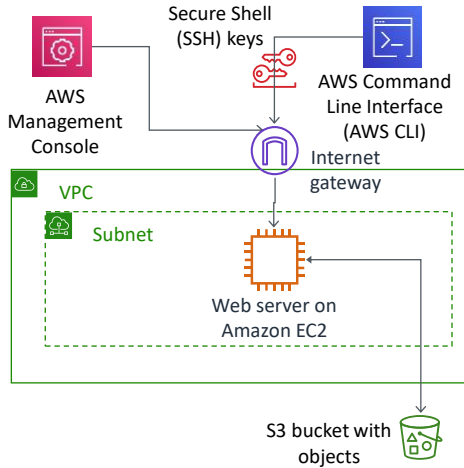 Secure Shell
(SSH) keys
AWS
Management
Console
AWS Command
Line Interface
(AWS CLI)
Internet
gateway
VPC
Subnet
Web server on
Amazon EC2
S3 bucket with
objects